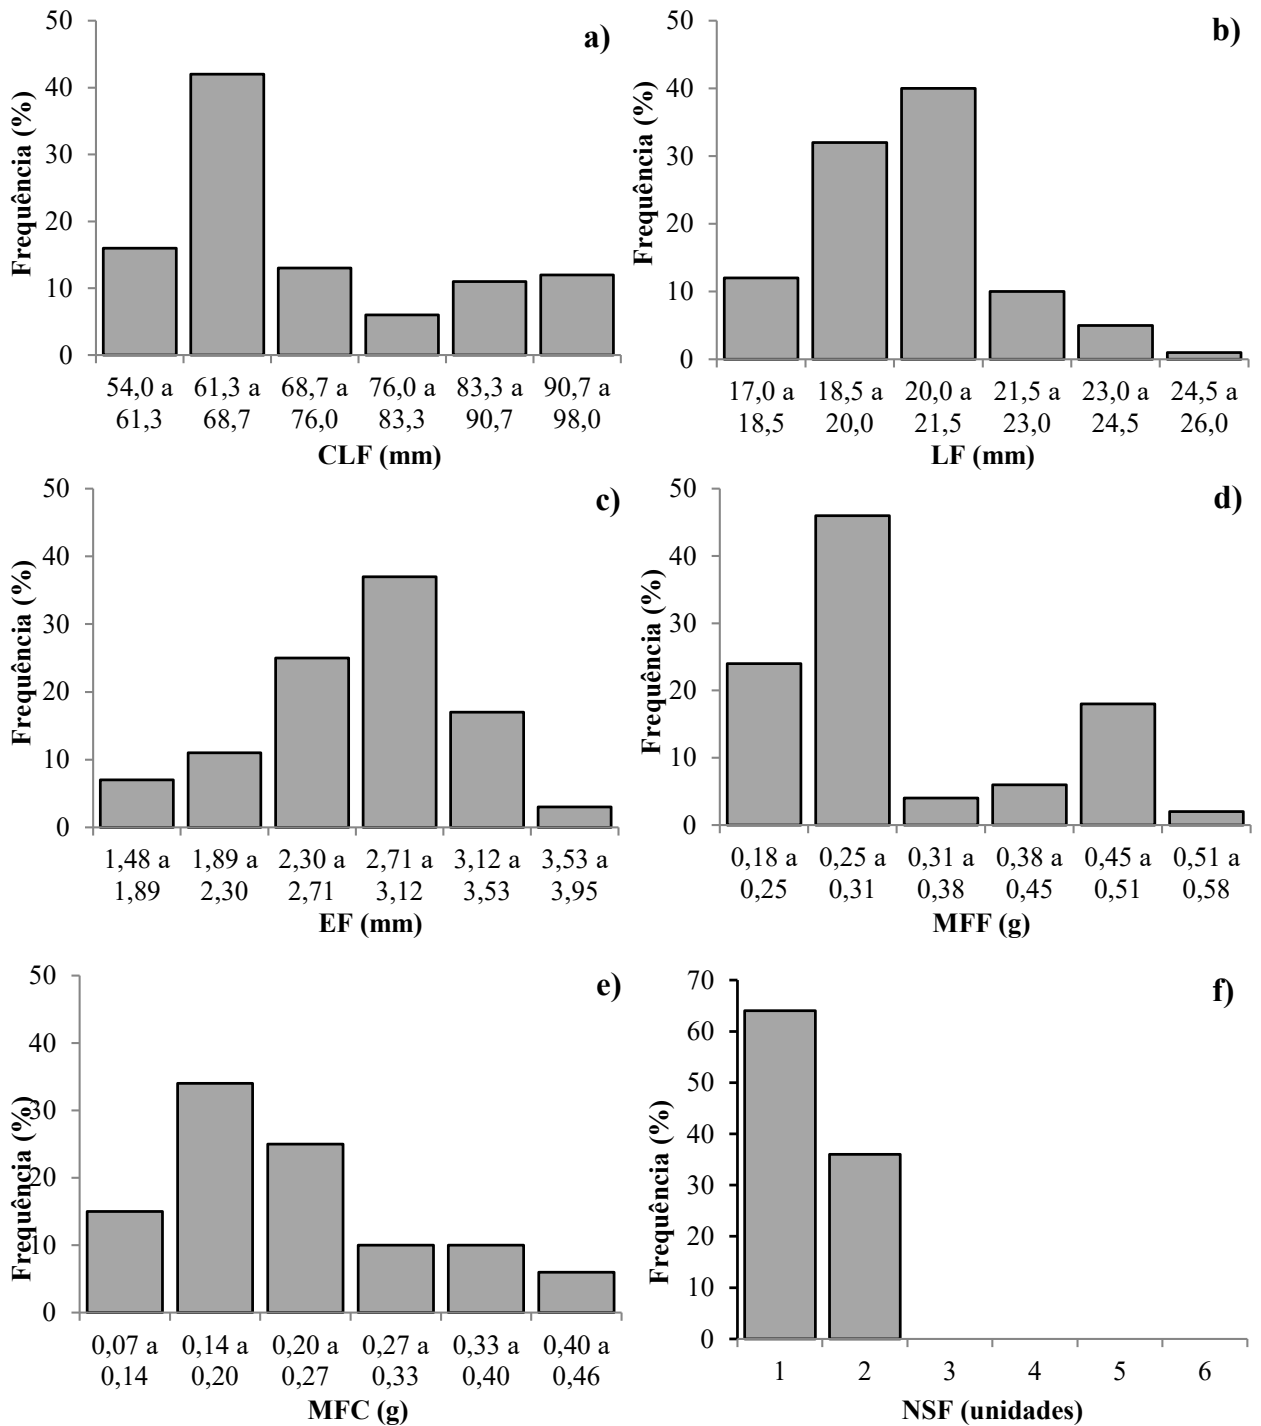 a)
Frequência (%)
50
40
30
20
10
0
54,0 a 61,3
61,3 a 68,7
68,7 a 76,0
76,0 a 83,3
83,3 a 90,7
90,7 a 98,0
CLF (mm)
b)
Frequência (%)
50
40
30
20
10
0
17,0 a 18,5
18,5 a 20,0
20,0 a 21,5
21,5 a 23,0
23,0 a 24,5
24,5 a 26,0
LF (mm)
c)
Frequência (%)
50
40
30
20
10
0
1,48 a 1,89
1,89 a 2,30
2,30 a 2,71
2,71 a 3,12
3,12 a 3,53
3,53 a 3,95
EF (mm)
d)
Frequência (%)
50
40
30
20
10
0
0,18 a 0,25
0,25 a 0,31
0,31 a 0,38
0,38 a 0,45
0,45 a 0,51
0,51 a 0,58
MFF (g)
e)
Frequência (%)
50
40
30
20
10
0
0,07 a 0,14
0,14 a 0,20
0,20 a 0,27
0,27 a 0,33
0,33 a 0,40
0,40 a 0,46
MFC (g)
f)
Frequência (%)
70
60
50
40
30
20
10
0
1 2 3 4 5 6
NSF (unidades)